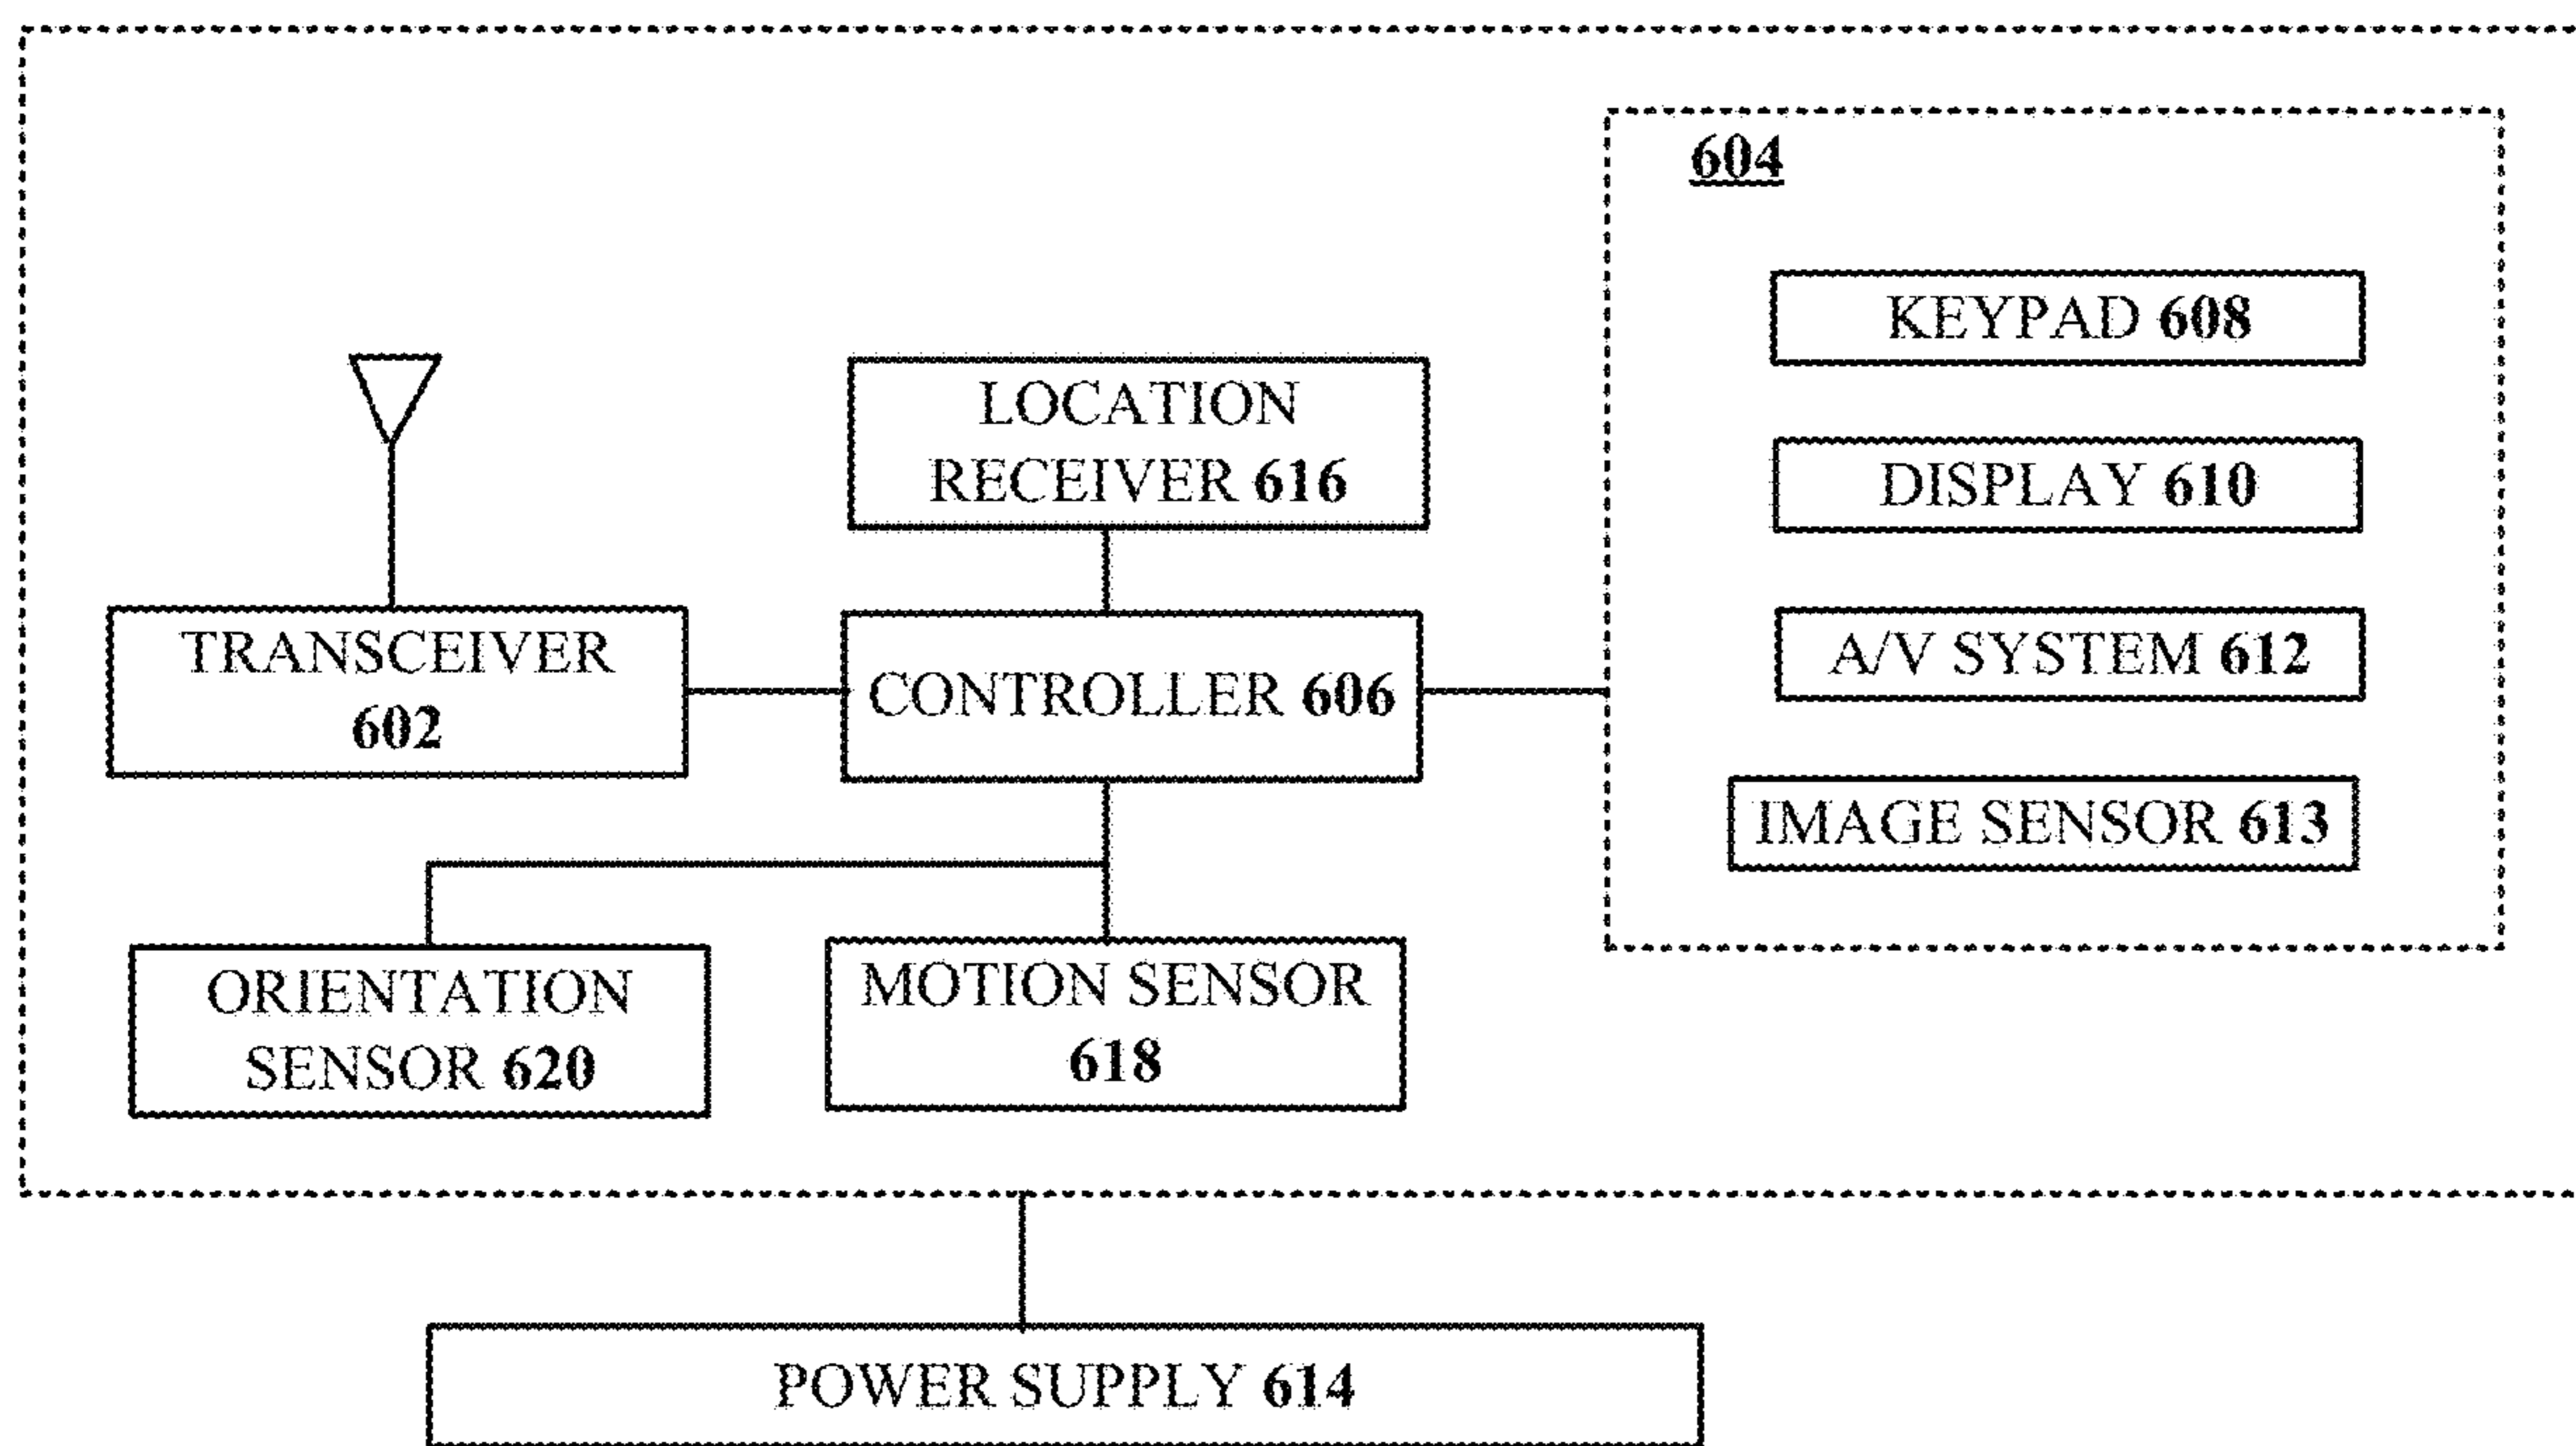 604
KEYPAD 608
LOCATION
RECEIVER 616
DISPLAY 610
TRANSCEIVER
602
CONTROLLER 606
A/V SYSTEM 612
IMAGE SENSOR 613
ORIENTATION
SENSOR 620
MOTION SENSOR
618
POWER SUPPLY 614